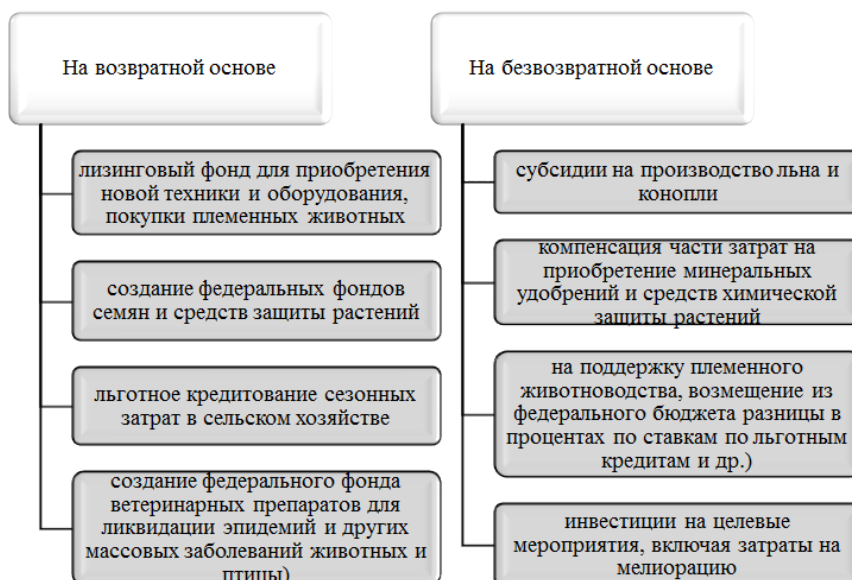 На возвратной основе
лизинговый фонд для приобретения
новой техники и оборудования,
покупки племенных животных
создание федеральных фондов
семян и средств защиты растений
льготное кредитование сезонных
затрат в сельском хозяйстве
создание федерального фонда
ветеринарных препаратов для
ликвидации эпидемий и других
массовых заболеваний животных и
птицы)
На безвозвратной основе
субсидии на производство льна и
конопли
компенсация части затрат на
приобретение минеральных
удобрений и средств химической
защиты растений
на поддержку племенного
животноводства, возмещение из
федерального бюджета разницы в
процентах по ставкам по льготным
кредитам и др.)
инвестиции на целевые
мероприятия, включая затраты на
мелиорацию